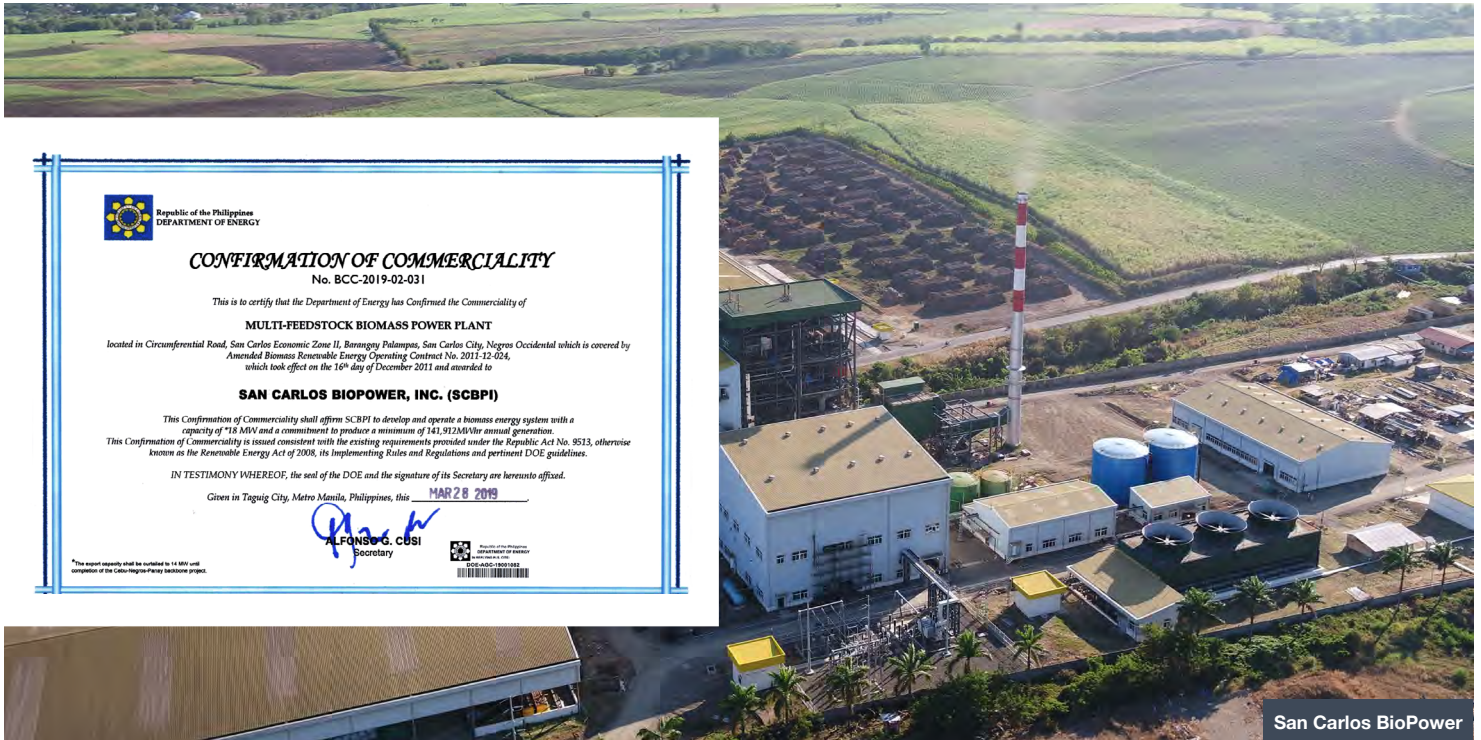 Republic of the Philippines
DEPARTMENT OF ENERGY
CONFIRMATION OF COMMERCIALITY
No. BCC-2019-02-031
This is to certify that the Department of Energy has Confirmed the Commerciality of
MULTI-FEEDSTOCK BIOMASS POWER PLANT
located in Circumferential Road, San Carlos Economic Zone II, Barangay Palampas, San Carlos City, Negros Occidental which is covered by
Amended Biomass Renewable Energy Operating Contract No. 2011-12-024,
which took effect on the 16th day of December 2011 and awarded to
SAN CARLOS BIOPOWER, INC. (SCBPI)
This Confirmation of Commerciality shall affirm SCBPI to develop and operate a biomass energy system with a
capacity of *18 MW and a commitment to produce a minimum of 141,912MWhr annual generation.
This Confirmation of Commerciality is issued consistent with the existing requirements provided under the Republic Act No. 9513, otherwise
known as the Renewable Energy Act of 2008, its Implementing Rules and Regulations and pertinent DOE guidelines.
IN TESTIMONY WHEREOF, the seal of the DOE and the signature of its Secretary are hereunto affixed.
Given in Taguig City, Metro Manila, Philippines, this MAR 28 2019.
ALFONSO G. CUSI
Secretary
Republic of the Philippines
DEPARTMENT OF ENERGY
DOE-AGC-19001082
*The export capacity shall be curtailed to 14 MW until
completion of the Cebu-Negros-Panay backbone project.
San Carlos BioPower